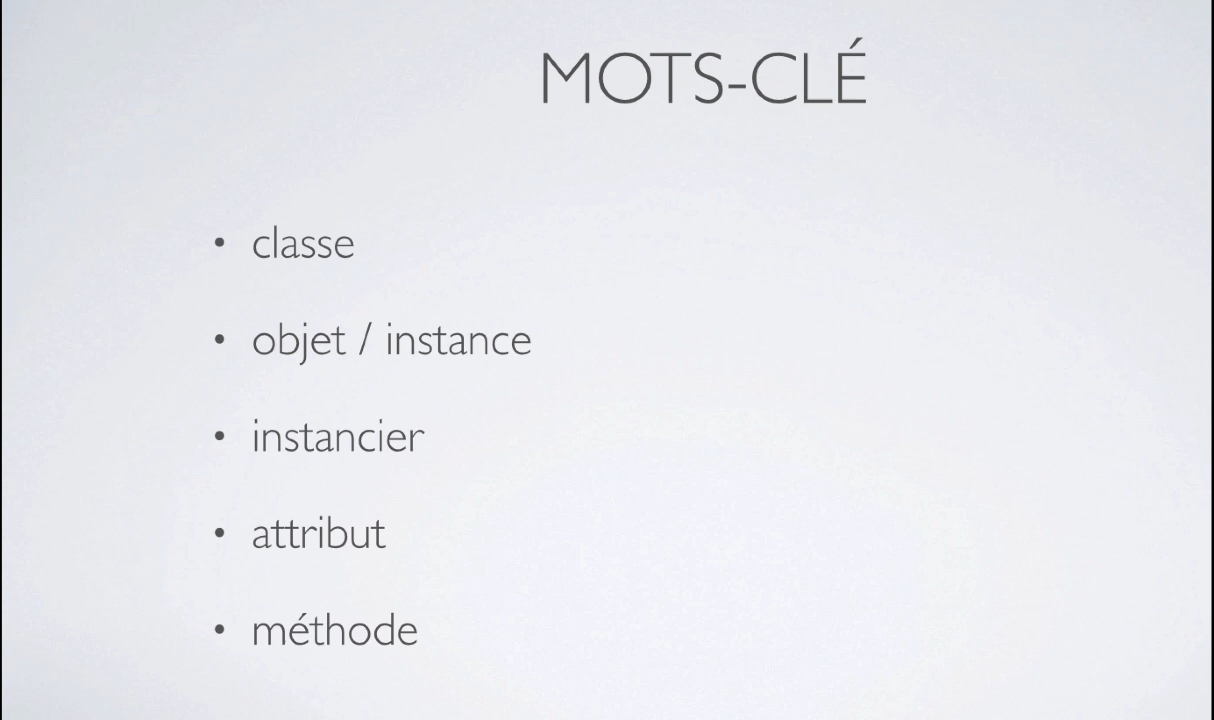 MOTS-CLÉ
• classe
• objet / instance
• instancier
• attribut
• méthode